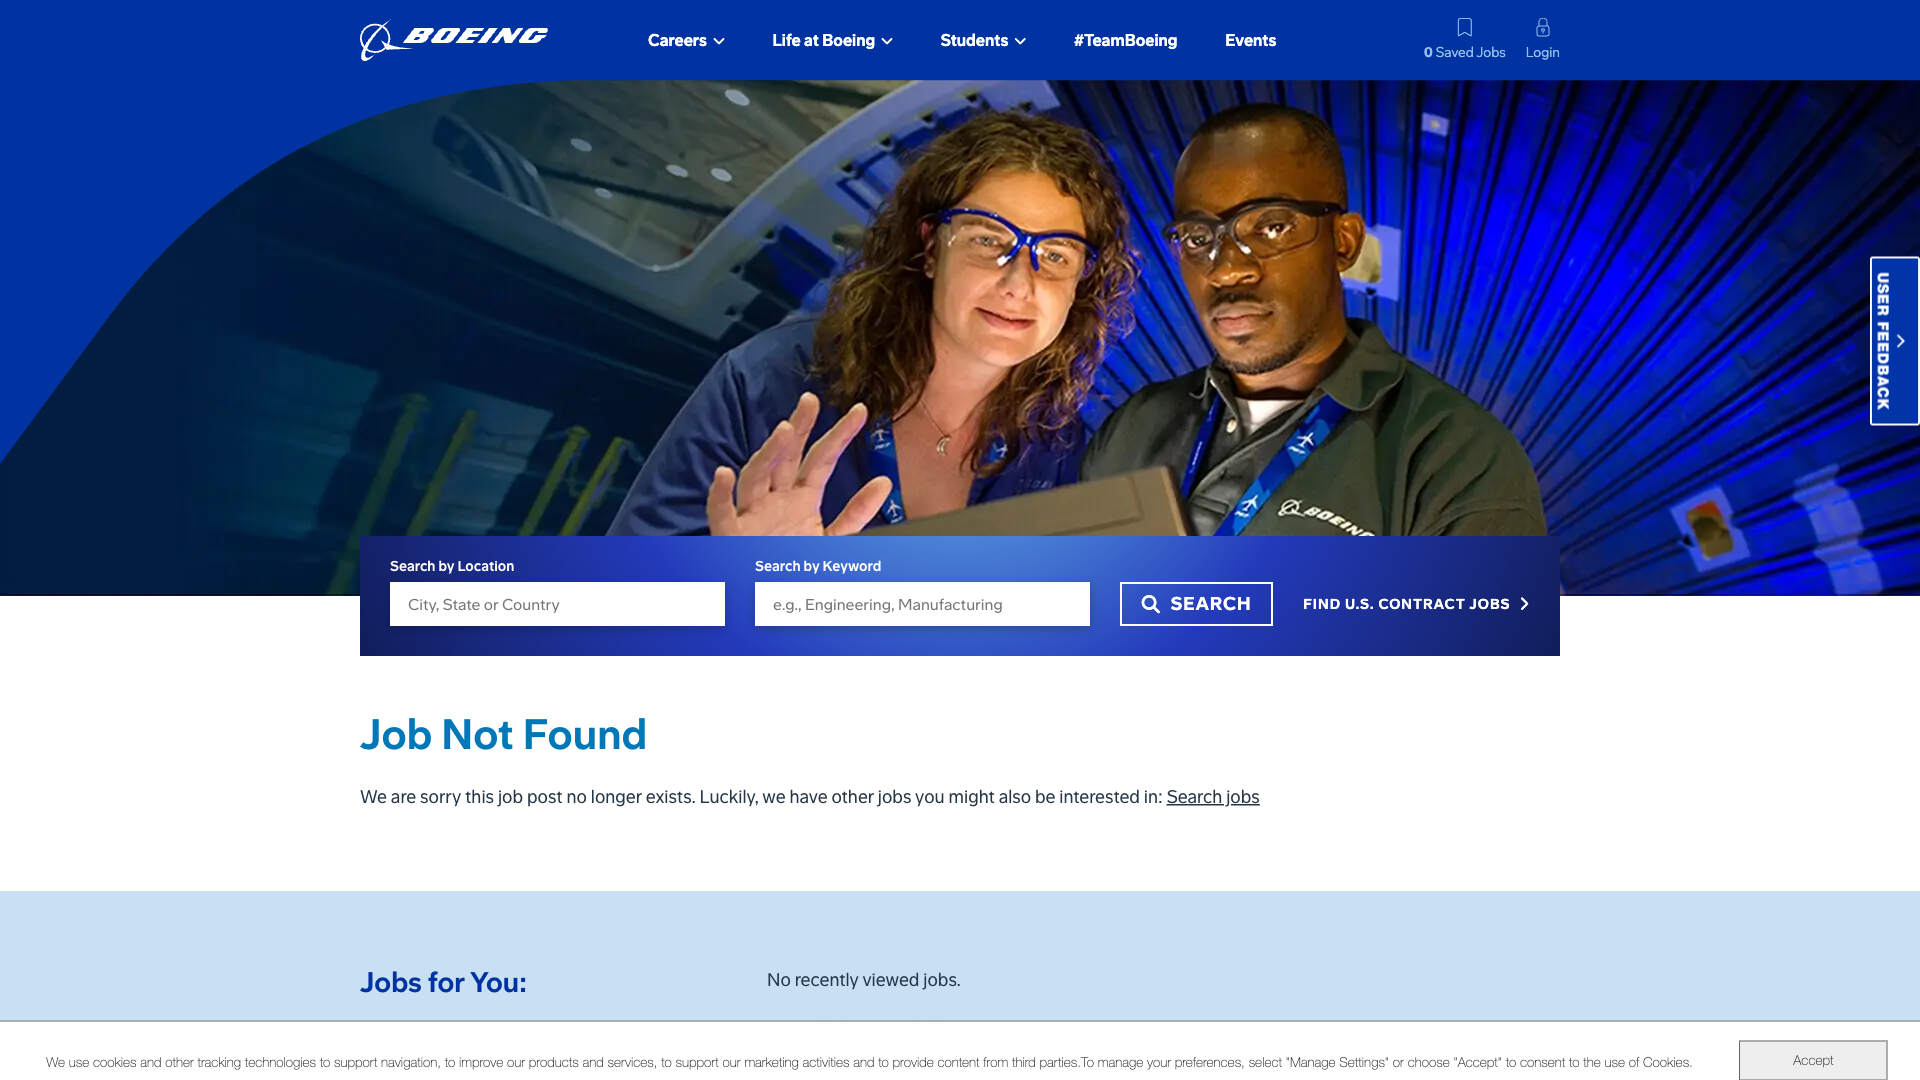 BOEING
Careers
Life at Boeing
Students
#TeamBoeing
Events
0 Saved Jobs
Login
USER FEEDBACK
BOEING
Search by Location
Search by Keyword
City, State or Country
e.g., Engineering, Manufacturing
SEARCH
FIND U.S. CONTRACT JOBS
Job Not Found
We are sorry this job post no longer exists. Luckily, we have other jobs you might also be interested in: Search jobs
Jobs for You:
No recently viewed jobs.
We use cookies and other tracking technologies to support navigation, to improve our products and services, to support our marketing activities and to provide content from third parties.To manage your preferences, select "Manage Settings" or choose "Accept" to consent to the use of Cookies.
Accept